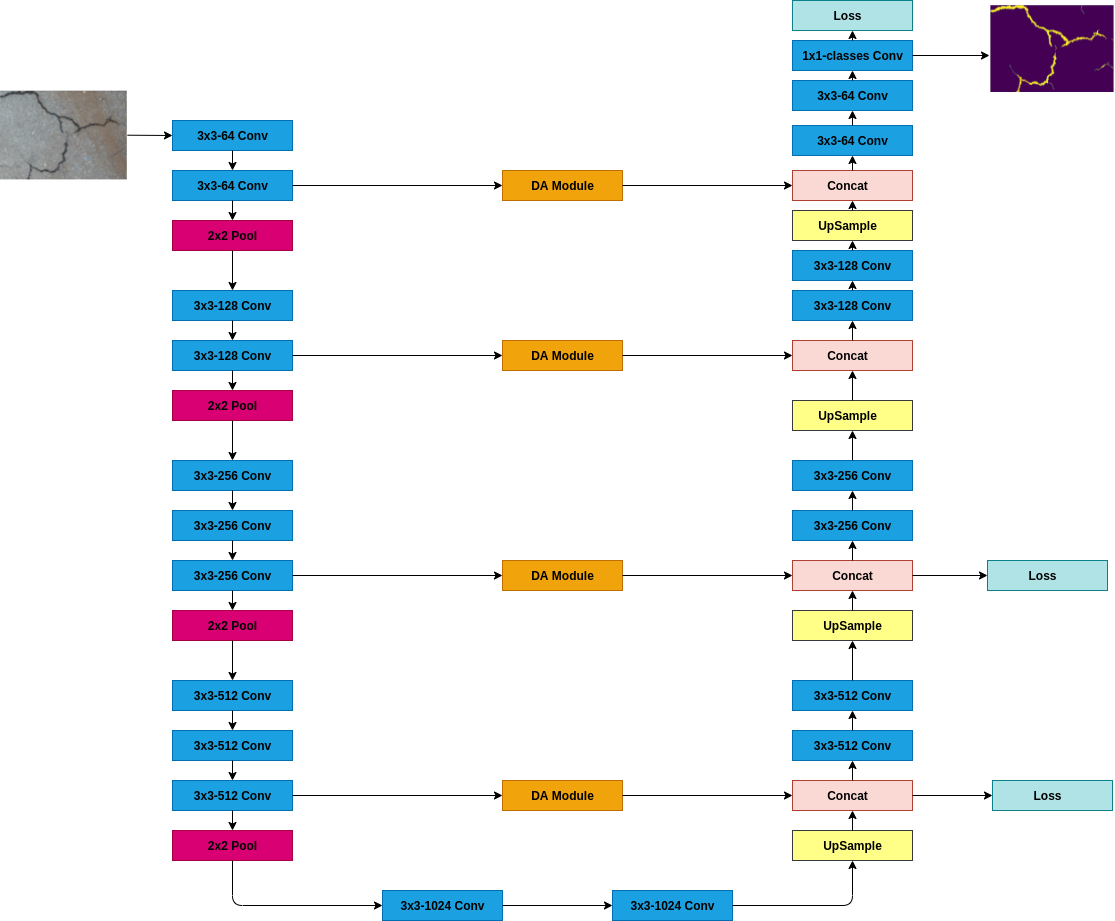 Loss
1x1-classes Conv
3x3-64 Conv
3x3-64 Conv
3x3-64 Conv
3x3-64 Conv
DA Module
Concat
2x2 Pool
UpSample
3x3-128 Conv
3x3-128 Conv
3x3-128 Conv
3x3-128 Conv
DA Module
Concat
2x2 Pool
UpSample
3x3-256 Conv
3x3-256 Conv
3x3-256 Conv
3x3-256 Conv
3x3-256 Conv
DA Module
Concat
Loss
2x2 Pool
UpSample
3x3-512 Conv
3x3-512 Conv
3x3-512 Conv
3x3-512 Conv
3x3-512 Conv
DA Module
Concat
Loss
2x2 Pool
UpSample
3x3-1024 Conv
3x3-1024 Conv